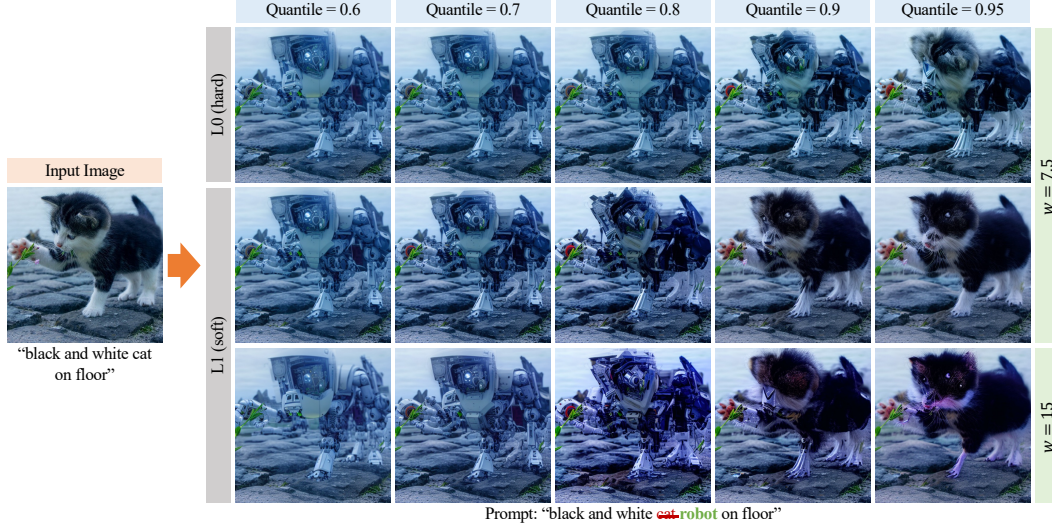 Quantile = 0.6
Quantile = 0.7
Quantile = 0.8
Quantile = 0.9
Quantile = 0.95
L0 (hard)
w = 7.5
Input Image
L1 (soft)
"black and white cat
on floor"
w = 15
Prompt: "black and white cat robot on floor"